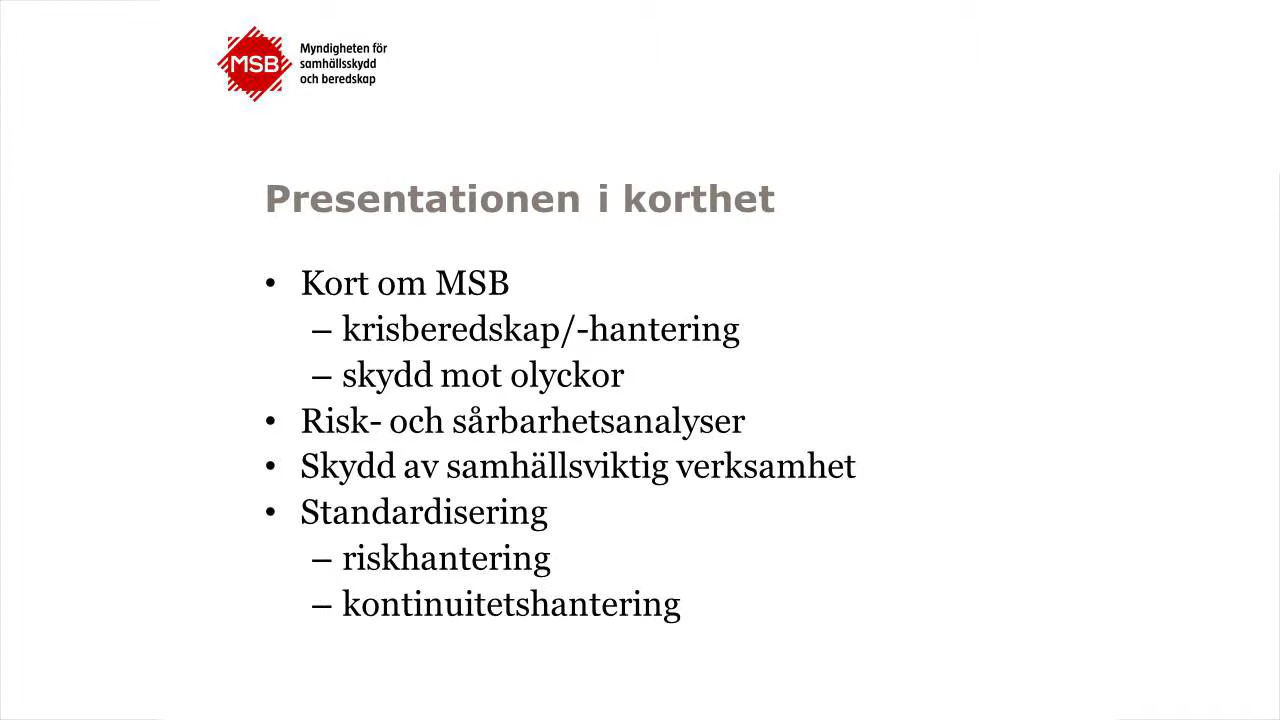 MSB
Myndigheten för
samhällsskydd
och beredskap
Presentationen i korthet
• Kort om MSB
– krisberedskap/-hantering
– skydd mot olyckor
• Risk- och sårbarhetsanalyser
• Skydd av samhällsviktig verksamhet
• Standardisering
– riskhantering
– kontinuitetshantering